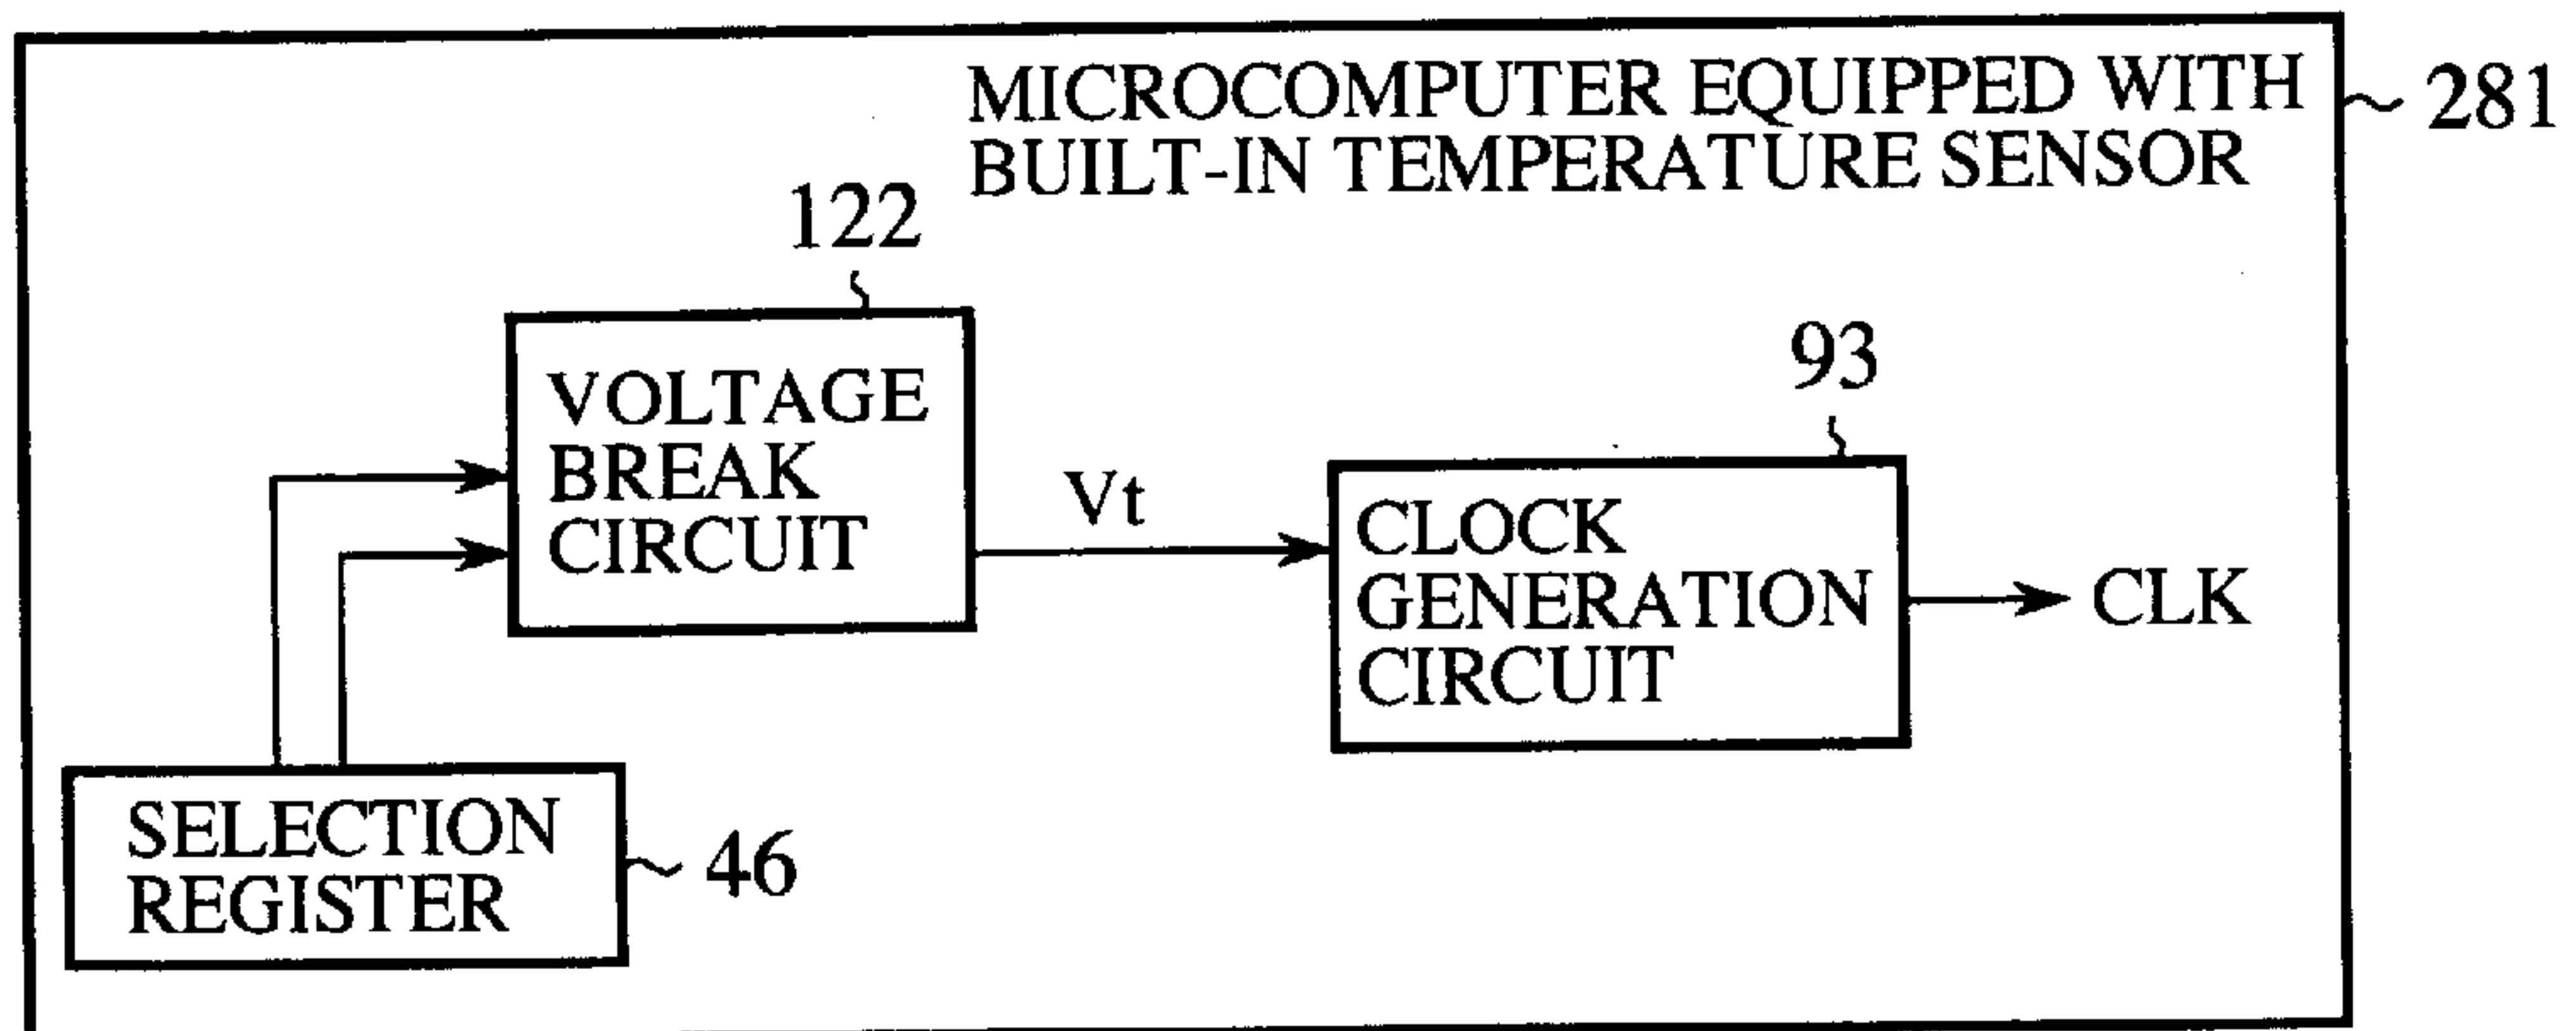 MICROCOMPUTER EQUIPPED WITH
BUILT-IN TEMPERATURE SENSOR
281
122
VOLTAGE
BREAK
CIRCUIT
Vt
93
CLOCK
GENERATION
CIRCUIT
CLK
SELECTION
REGISTER
46